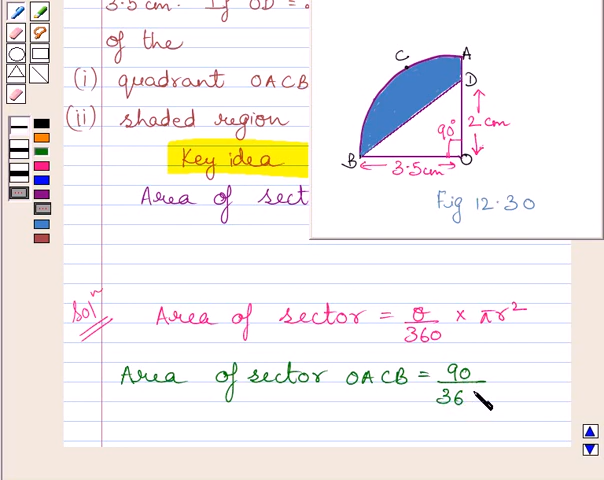 3.5 cm. If OD =
of the
(i) quadrant OACB
(ii) shaded region
Key idea
Area of sect
C
A
D
90°
2 cm
B
3.5cm
O
Fig 12.30
Solⁿ Area of sector = θ/360 × πr²
Area of sector OACB = 90/36